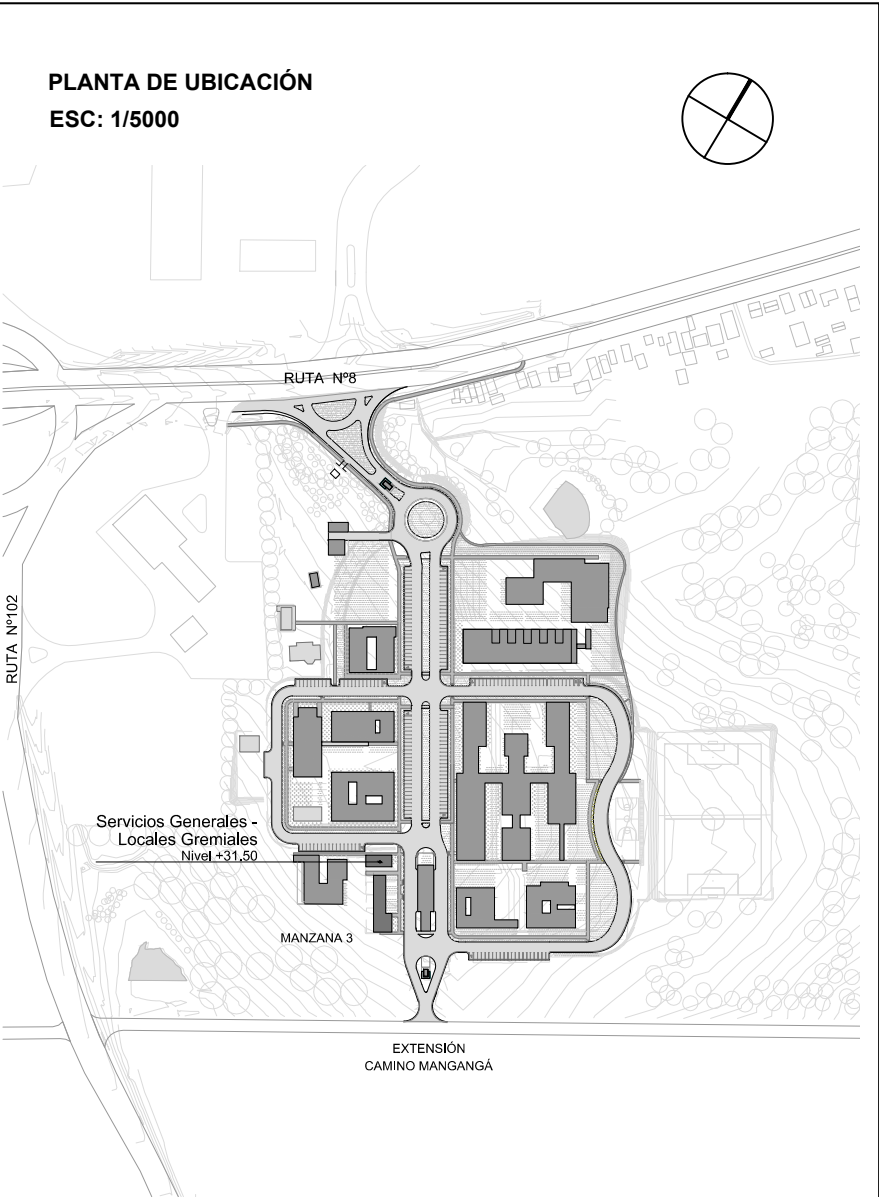 PLANTA DE UBICACIÓN
ESC: 1/5000
RUTA Nº8
RUTA Nº102
Servicios Generales -
Locales Gremiales
Nivel +31.50
MANZANA 3
EXTENSIÓN
CAMINO MANGANGÁ